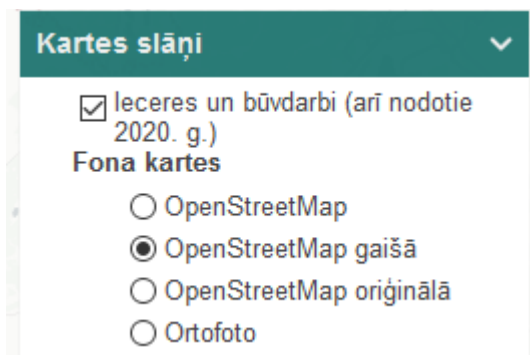 Kartes slāņi
Ieceres un būvdarbi (arī nodotie
2020. g.)
Fona kartes
OpenStreetMap
OpenStreetMap gaišā
OpenStreetMap oriģinālā
Ortofoto